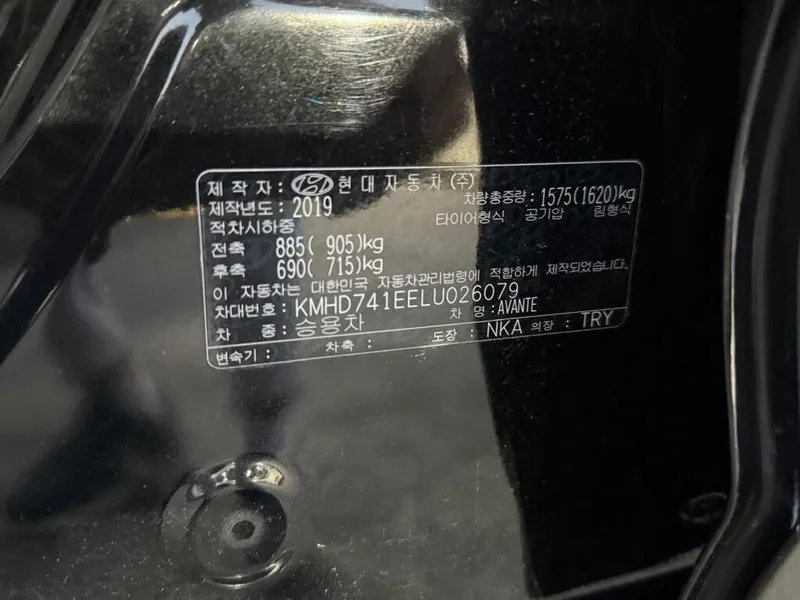 제 작 자 : 현대자동차(주)
제작년도 : 2019 차량총중량 : 1575(1620)kg
적차시하중 타이어형식 공기압 림형식
전축 885( 905)kg
후축 690( 715)kg
이 자동차는 대한민국 자동차관리법령에 적합하게 제작되었습니다.
차대번호 : KMHD741EELU026079
차 종 : 승용차 차 명 : AVANTE
변속기 : 차축 : 도장 : NKA 의장 : TRY